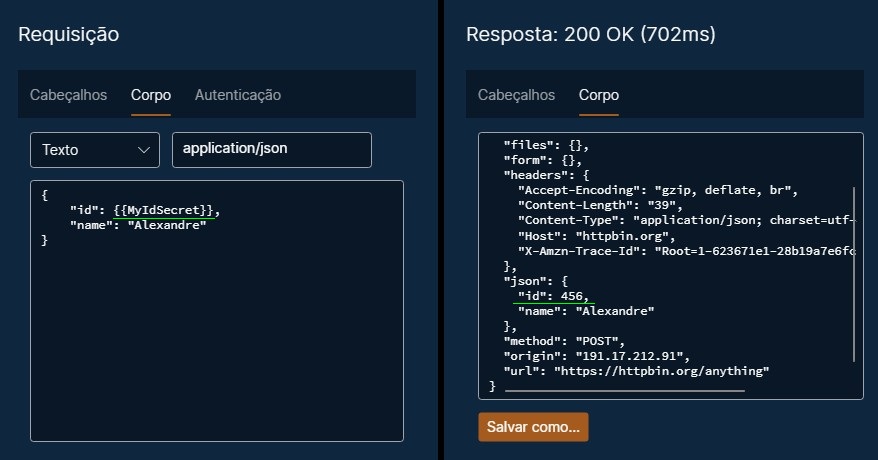 Requisição
Cabeçalhos Corpo Autenticação
Texto application/json
{
    "id": {{MyIdSecret}},
    "name": "Alexandre"
}
Resposta: 200 OK (702ms)
Cabeçalhos Corpo
  "files": {},
  "form": {},
  "headers": {
    "Accept-Encoding": "gzip, deflate, br",
    "Content-Length": "39",
    "Content-Type": "application/json; charset=utf-
    "Host": "httpbin.org",
    "X-Amzn-Trace-Id": "Root=1-623671e1-28b19a7e6fc
  },
  "json": {
    "id": 456,
    "name": "Alexandre"
  },
  "method": "POST",
  "origin": "191.17.212.91",
  "url": "https://httpbin.org/anything"
}
Salvar como...